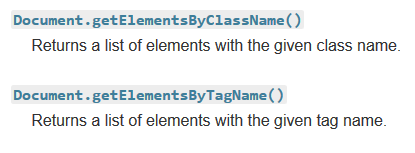 Document.getElementsByClassName()
Returns a list of elements with the given class name.
Document.getElementsByTagName()
Returns a list of elements with the given tag name.